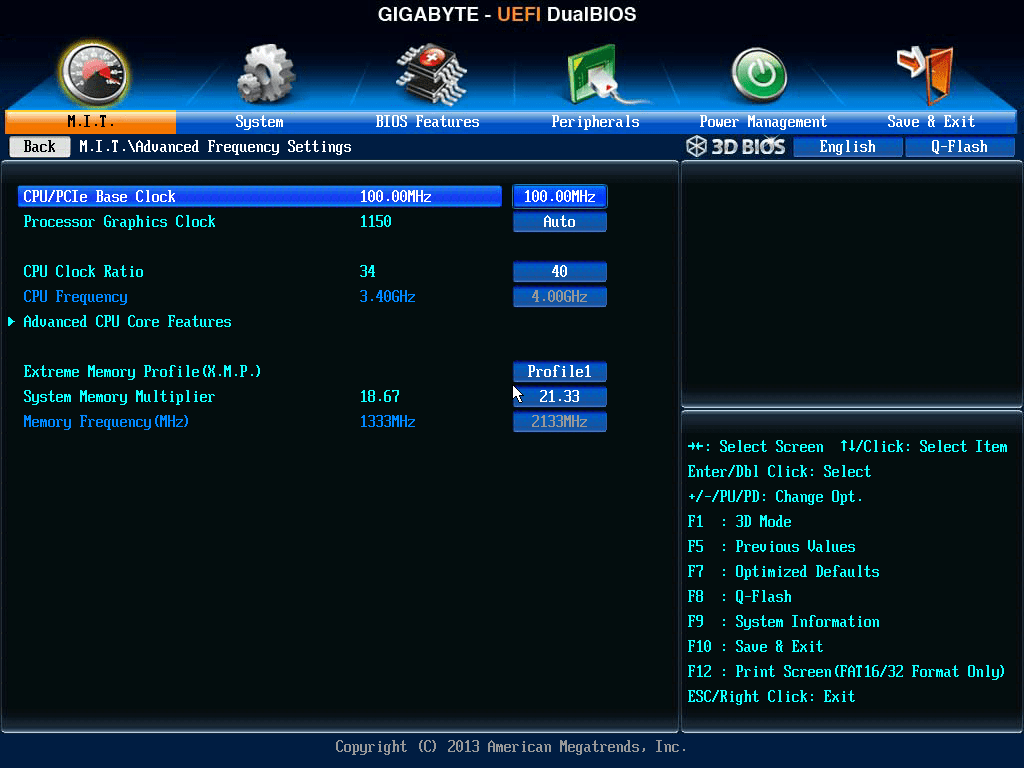 GIGABYTE - UEFI DualBIOS
M.I.T. System BIOS Features Peripherals Power Management Save & Exit
Back M.I.T.\Advanced Frequency Settings 3D BIOS English Q-Flash
CPU/PCIe Base Clock 100.00MHz 100.00MHz
Processor Graphics Clock 1150 Auto
CPU Clock Ratio 34 40
CPU Frequency 3.40GHz 4.00GHz
Advanced CPU Core Features
Extreme Memory Profile(X.M.P.) Profile1
System Memory Multiplier 18.67 21.33
Memory Frequency(MHz) 1333MHz 2133MHz
→←: Select Screen ↑↓/Click: Select Item
Enter/Dbl Click: Select
+/-/PU/PD: Change Opt.
F1 : 3D Mode
F5 : Previous Values
F7 : Optimized Defaults
F8 : Q-Flash
F9 : System Information
F10 : Save & Exit
F12 : Print Screen(FAT16/32 Format Only)
ESC/Right Click: Exit
Copyright (C) 2013 American Megatrends, Inc.